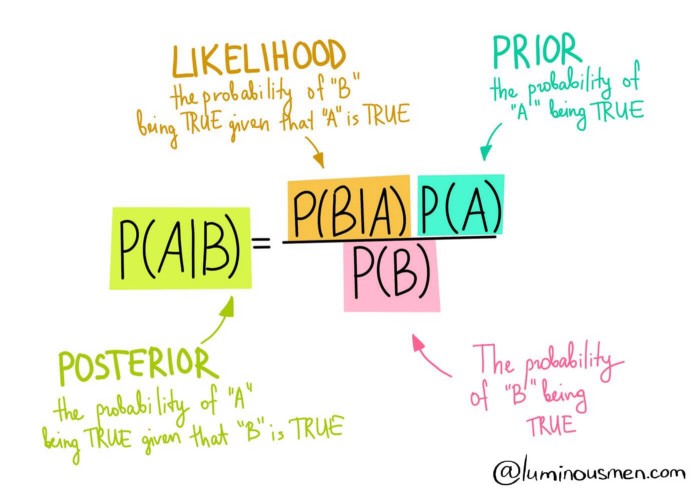 LIKELIHOOD
the probability of "B"
being TRUE given that "A" is TRUE
PRIOR
the probability of
"A" being TRUE
P(A|B) = P(B|A) P(A)
P(B)
POSTERIOR
the probability of "A"
being TRUE given that "B" is TRUE
The probability
of "B" being
TRUE
@luminousmen.com